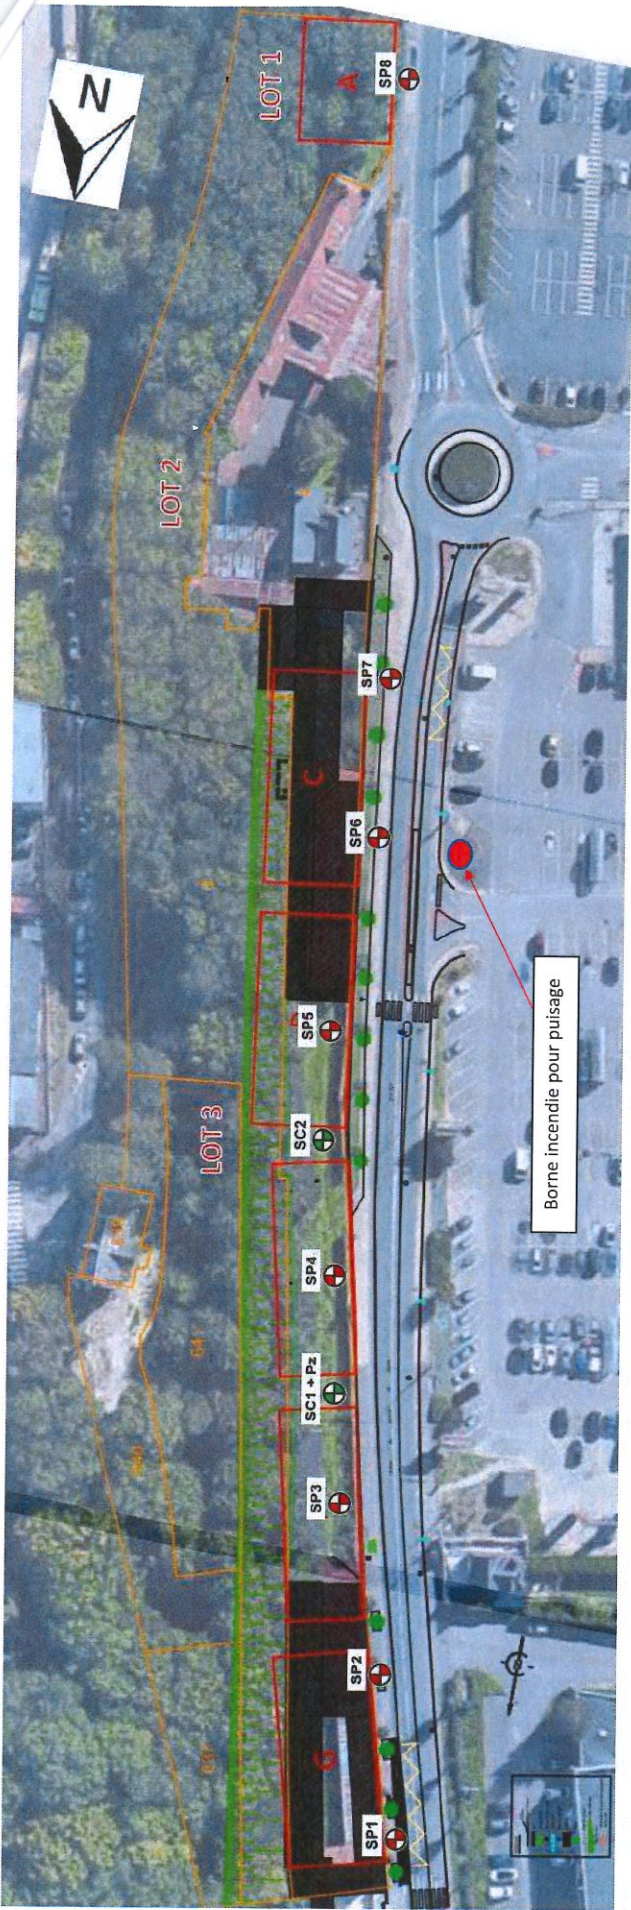 N
LOT 1
A
SP8
LOT 2
SP7
C
SP6
SP5
SC2
LOT 3
SP4
SC1 + Pz
SP3
SP2
G
SP1
Borne incendie pour puisage